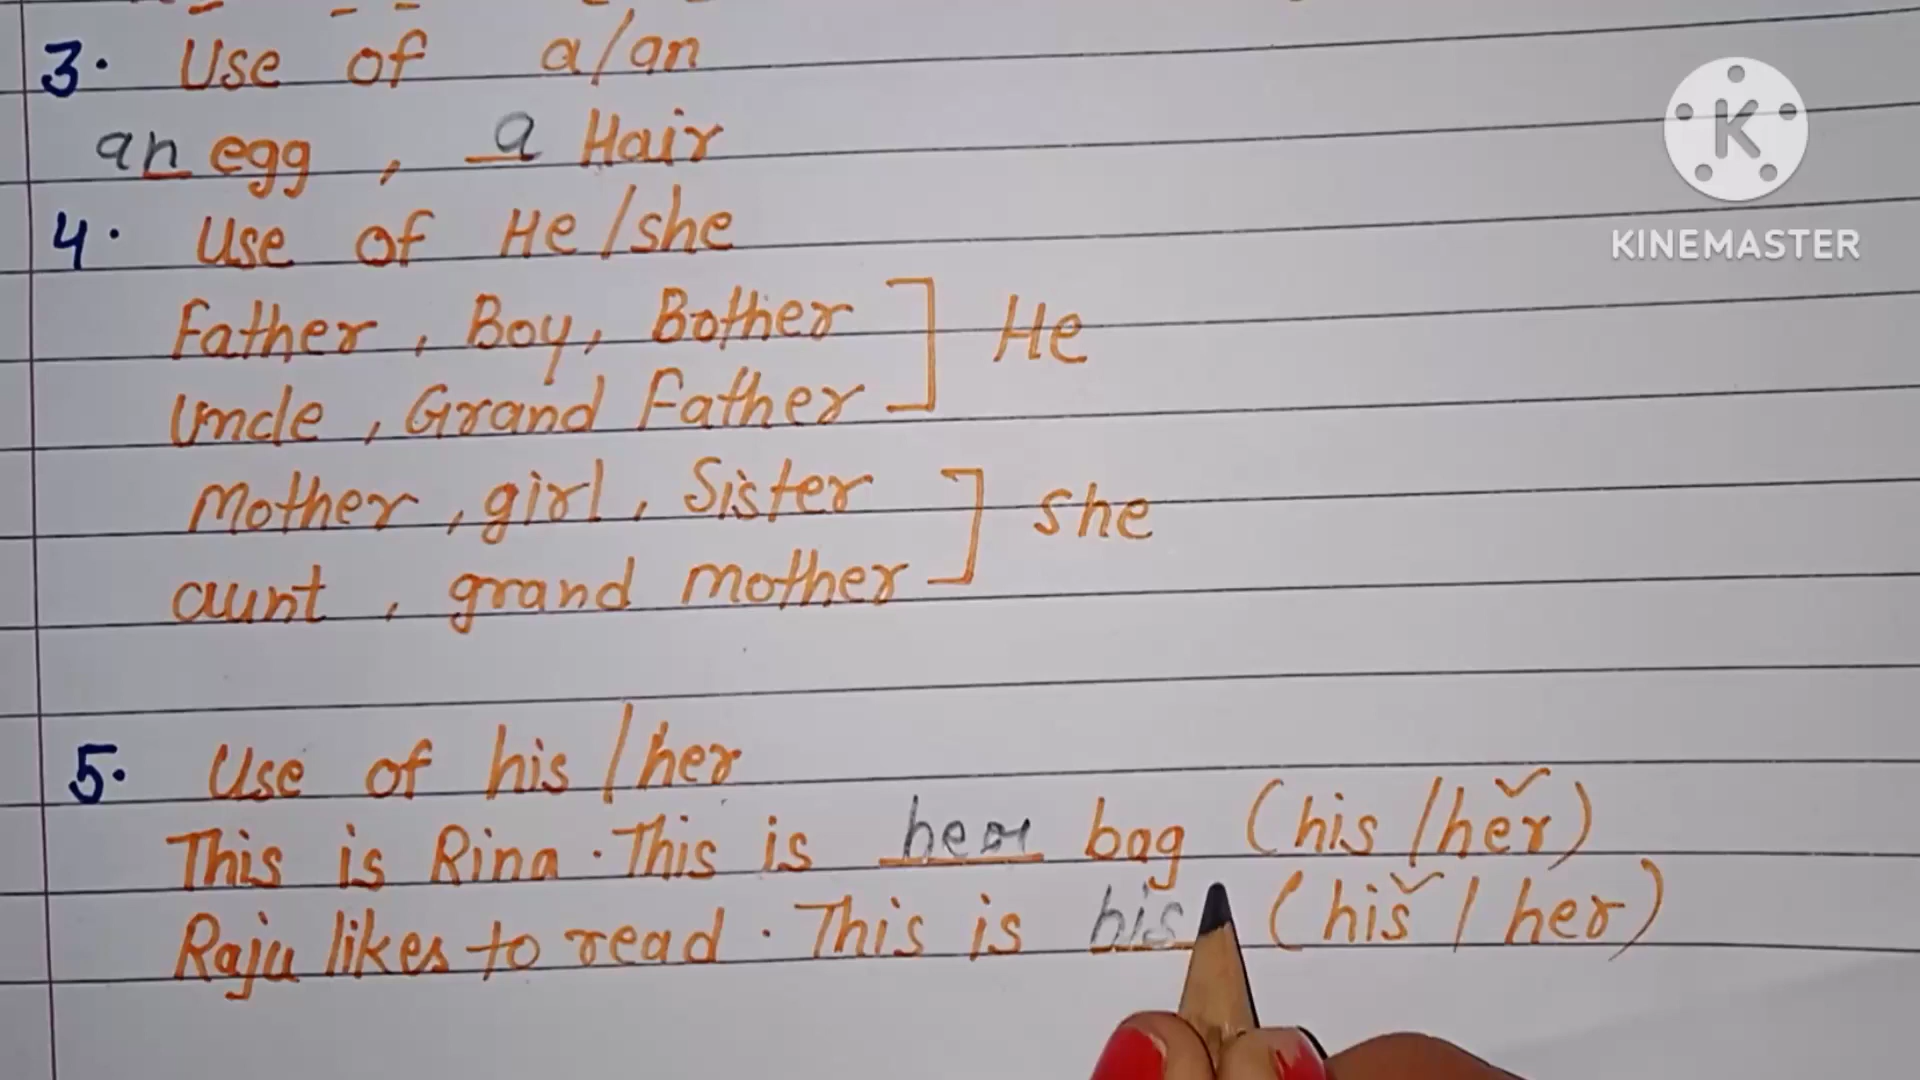 3. Use of a/an
an egg, a Hair
4. Use of He/she
Father, Boy, Bother
Uncle, Grand Father
] He
Mother, girl, Sister
aunt, grand mother
] she
5. Use of his/her
This is Rina. This is her bag (his/her)
Raju likes to read. This is his (his/her)
K
KINEMASTER